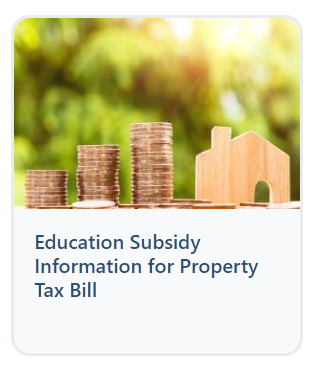 Education Subsidy
Information for Property
Tax Bill